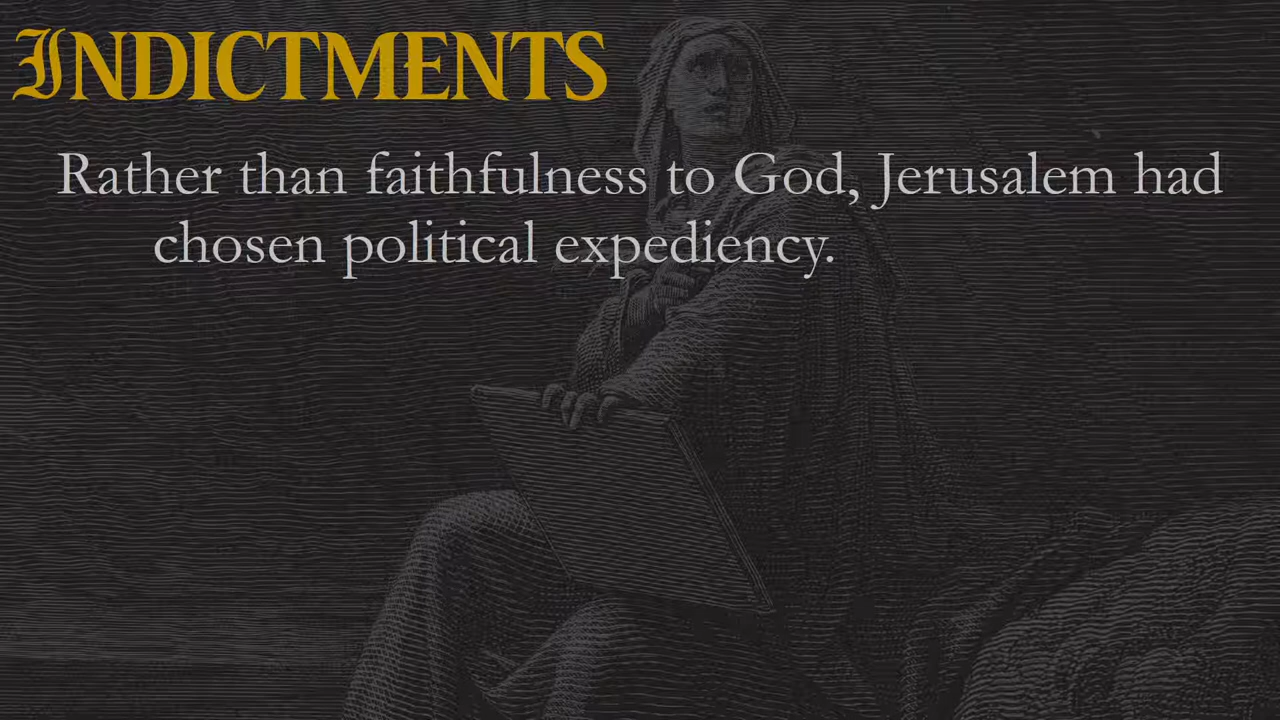 INDICTMENTS
Rather than faithfulness to God, Jerusalem had
chosen political expediency.